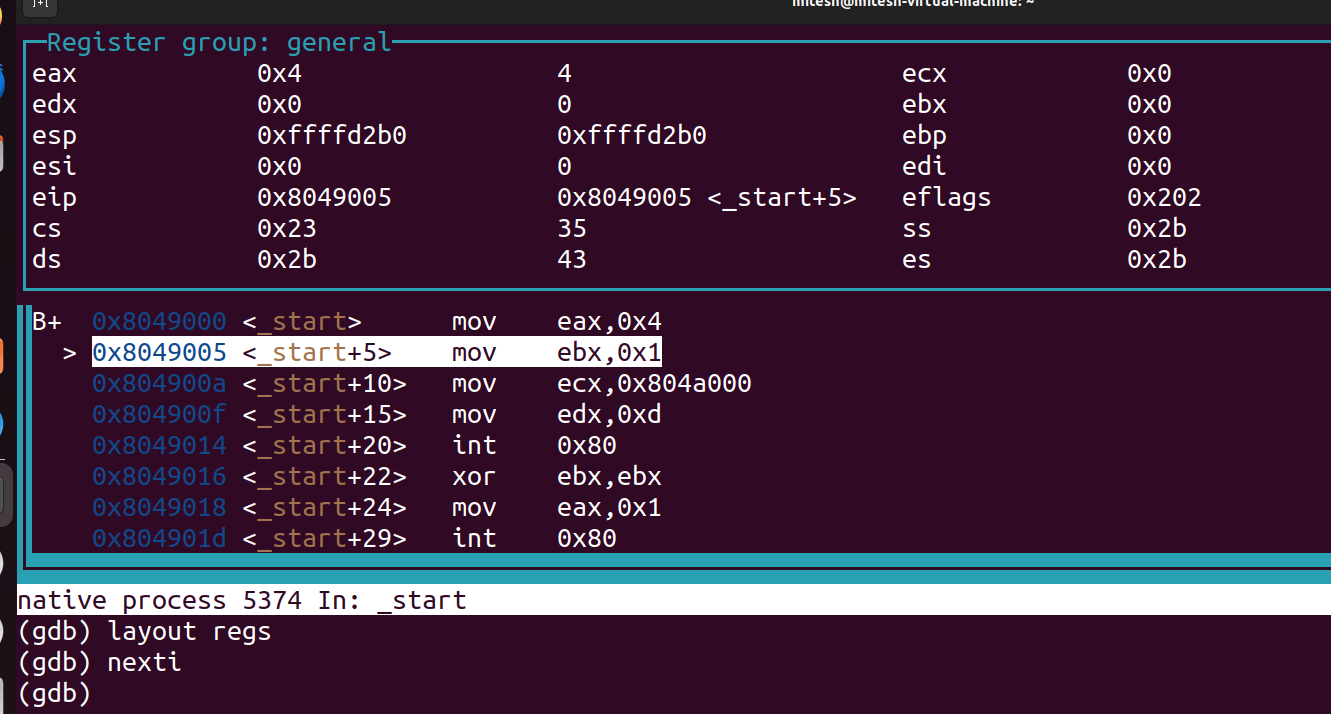 mitesh@mitesh-virtual-machine: ~
Register group: general
eax 0x4 4 ecx 0x0
edx 0x0 0 ebx 0x0
esp 0xffffd2b0 0xffffd2b0 ebp 0x0
esi 0x0 0 edi 0x0
eip 0x8049005 0x8049005 <_start+5> eflags 0x202
cs 0x23 35 ss 0x2b
ds 0x2b 43 es 0x2b
B+ 0x8049000 <_start> mov eax,0x4
> 0x8049005 <_start+5> mov ebx,0x1
0x804900a <_start+10> mov ecx,0x804a000
0x804900f <_start+15> mov edx,0xd
0x8049014 <_start+20> int 0x80
0x8049016 <_start+22> xor ebx,ebx
0x8049018 <_start+24> mov eax,0x1
0x804901d <_start+29> int 0x80
native process 5374 In: _start
(gdb) layout regs
(gdb) nexti
(gdb)